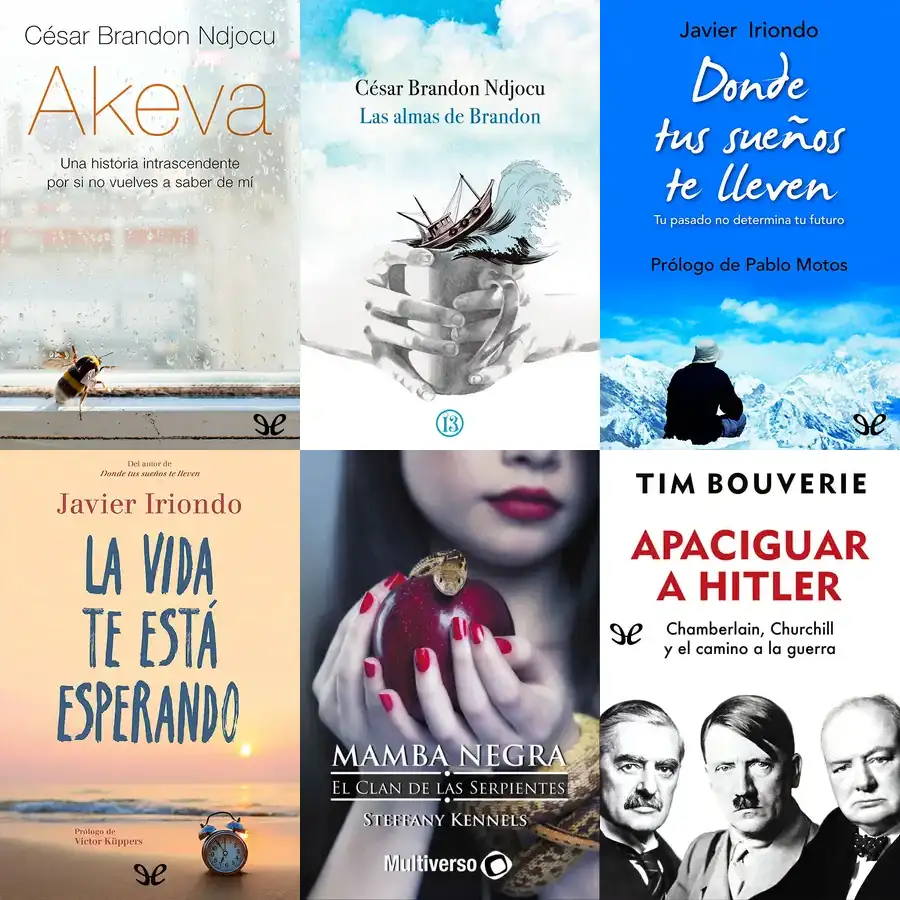 César Brandon Ndjocu
Akeva
Una historia intrascendente
por si no vuelves a saber de mí
César Brandon Ndjocu
Las almas de Brandon
13
Javier Iriondo
Donde
tus sueños
te lleven
Tu pasado no determina tu futuro
Prólogo de Pablo Motos
Del autor de
Donde tus sueños te lleven
Javier Iriondo
LA VIDA
TE ESTÁ
ESPERANDO
Prólogo de
Victor Küppers
MAMBA NEGRA
EL CLAN DE LAS SERPIENTES
STEFFANY KENNELS
Multiverso
TIM BOUVERIE
APACIGUAR
A HITLER
Chamberlain, Churchill
y el camino a la guerra